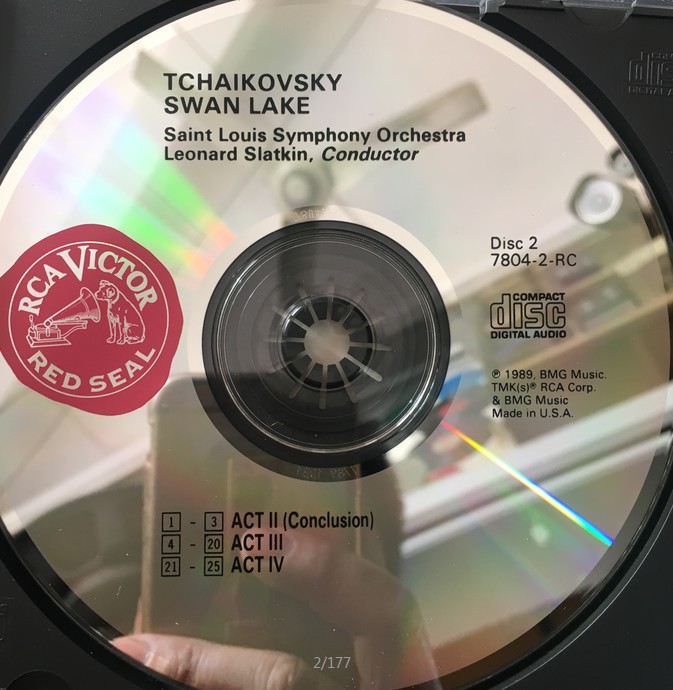 TCHAIKOVSKY
SWAN LAKE
Saint Louis Symphony Orchestra
Leonard Slatkin, Conductor
RCA VICTOR
RED SEAL
Disc 2
7804-2-RC
COMPACT
disc
DIGITAL AUDIO
℗ 1989, BMG Music.
TMK(s)® RCA Corp.
& BMG Music
Made in U.S.A.
1 - 3 ACT II (Conclusion)
4 - 20 ACT III
21 - 25 ACT IV
2/177